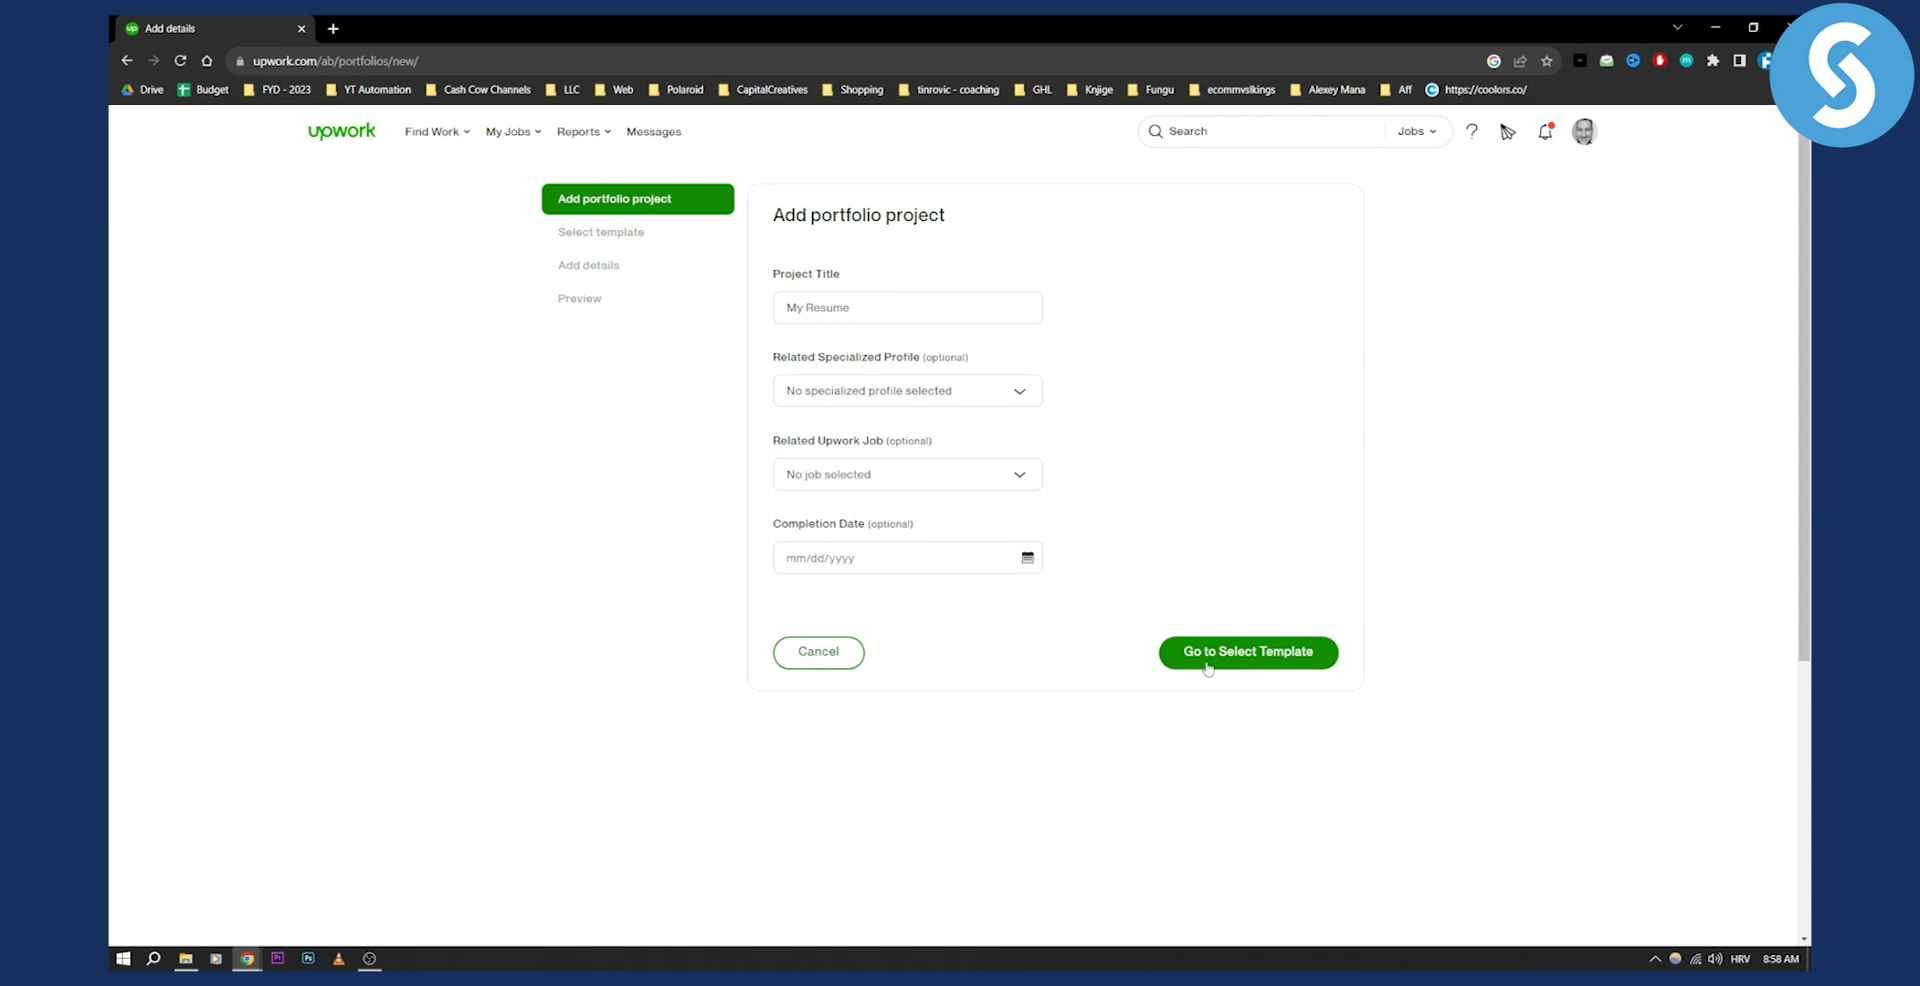 Add details
upwork.com/ab/portfolios/new/
Drive Budget FYD - 2023 YT Automation Cash Cow Channels LLC Web Polaroid CapitalCreatives Shopping tinrovic - coaching GHL Knjige Fungu ecommvslkings Alexey Mana Aff https://coolors.co/
upwork Find Work My Jobs Reports Messages Search Jobs
Add portfolio project
Select template
Add details
Preview
Add portfolio project
Project Title
My Resume
Related Specialized Profile (optional)
No specialized profile selected
Related Upwork Job (optional)
No job selected
Completion Date (optional)
mm/dd/yyyy
Cancel Go to Select Template
HRV 8:58 AM